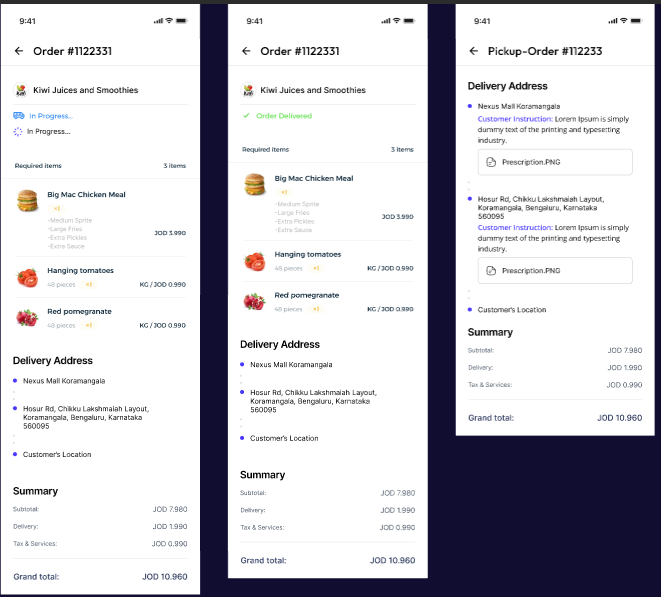 9:41
Order #1122331
Kiwi Juices and Smoothies
In Progress...
In Progress...
Required items
3 items
Big Mac Chicken Meal
×1
-Medium Sprite
-Large Fries
-Extra Pickles
-Extra Sauce
JOD 3.990
Hanging tomatoes
48 pieces
×1
KG / JOD 0.990
Red pomegranate
48 pieces
×1
KG / JOD 0.990
Delivery Address
Nexus Mall Koramangala
Hosur Rd, Chikku Lakshmaiah Layout,
Koramangala, Bengaluru, Karnataka
560095
Customer's Location
Summary
Subtotal:
JOD 7.980
Delivery:
JOD 1.990
Tax & Services:
JOD 0.990
Grand total:
JOD 10.960
9:41
Order #1122331
Kiwi Juices and Smoothies
Order Delivered
Required items
3 items
Big Mac Chicken Meal
×1
-Medium Sprite
-Large Fries
-Extra Pickles
-Extra Sauce
JOD 3.990
Hanging tomatoes
48 pieces
×1
KG / JOD 0.990
Red pomegranate
48 pieces
×1
KG / JOD 0.990
Delivery Address
Nexus Mall Koramangala
Hosur Rd, Chikku Lakshmaiah Layout,
Koramangala, Bengaluru, Karnataka
560095
Customer's Location
Summary
Subtotal:
JOD 7.980
Delivery:
JOD 1.990
Tax & Services:
JOD 0.990
Grand total:
JOD 10.960
9:41
Pickup-Order #112233
Delivery Address
Nexus Mall Koramangala
Customer Instruction: Lorem Ipsum is simply
dummy text of the printing and typesetting
industry.
Prescription.PNG
Hosur Rd, Chikku Lakshmaiah Layout,
Koramangala, Bengaluru, Karnataka
560095
Customer Instruction: Lorem Ipsum is simply
dummy text of the printing and typesetting
industry.
Prescription.PNG
Customer's Location
Summary
Subtotal:
JOD 7.980
Delivery:
JOD 1.990
Tax & Services:
JOD 0.990
Grand total:
JOD 10.960